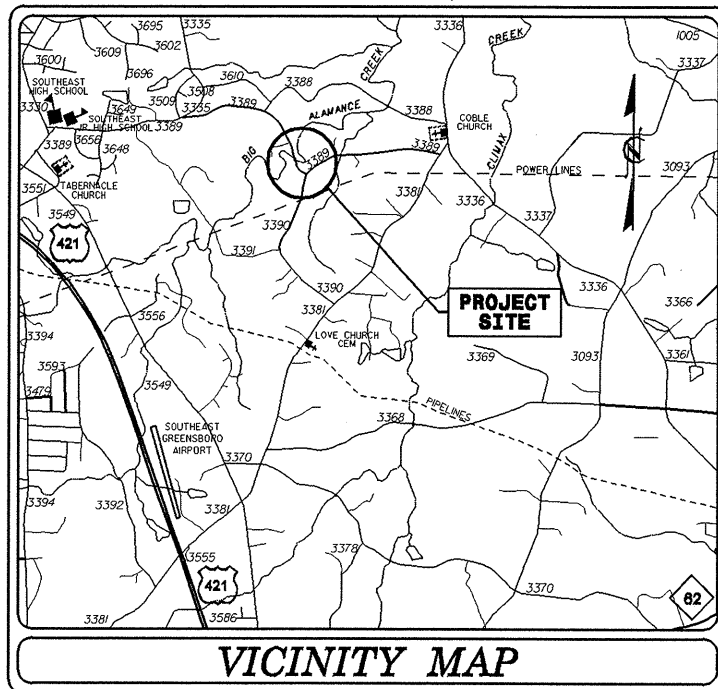 3695
3335
3336
CREEK
1005
3600
3609
3602
3337
3696
3610
CREEK
SOUTHEAST
HIGH SCHOOL
3508
3388
3330
3649
3509
3335
3389
ALAMANCE
3388
COBLE
CHURCH
SOUTHEAST
JR HIGH SCHOOL
3389
3656
3389
3648
BIG
3389
3389
CLIMAX
POWER LINES
3093
3551
TABERNACLE
CHURCH
3381
3336
3549
3390
3337
421
3391
3390
3336
PROJECT
SITE
3366
3556
3381
3394
LOVE CHURCH
CEM
3369
3093
3361
3593
3479
3549
3368
PIPELINES
SOUTHEAST
GREENSBORO
AIRPORT
3370
3394
3392
3381
3555
3378
421
3370
62
3381
3586
VICINITY MAP